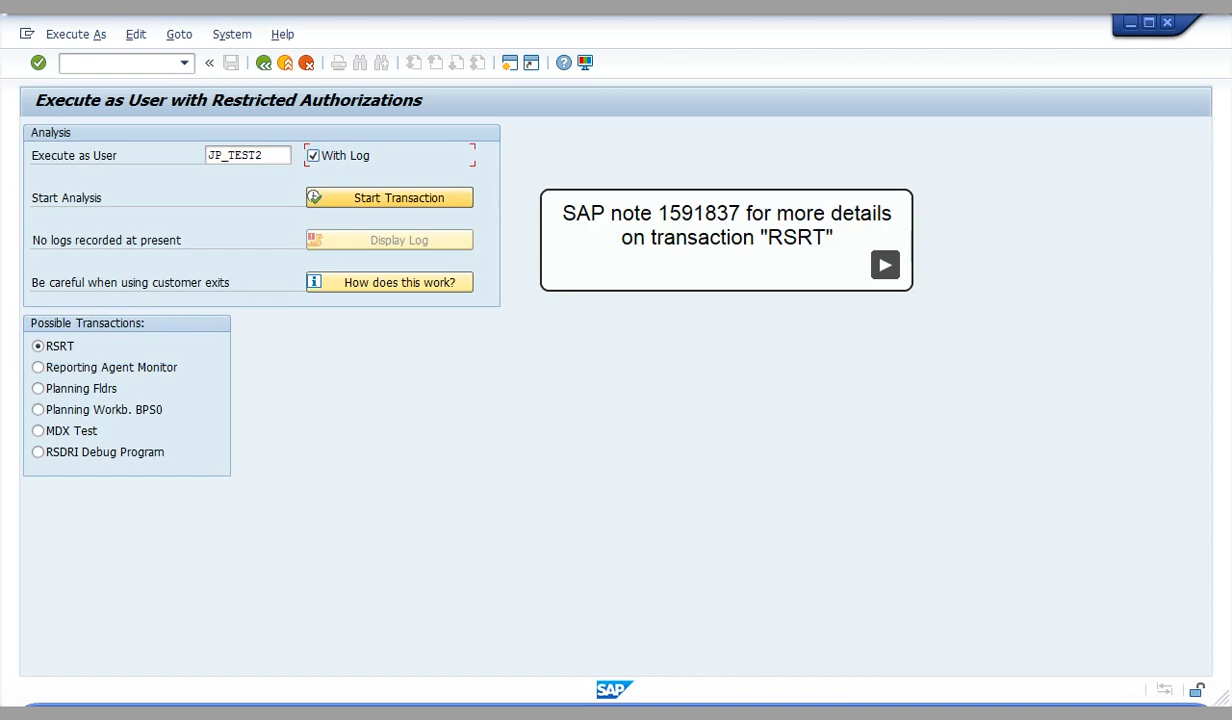 Execute As Edit Goto System Help
Execute as User with Restricted Authorizations
Analysis
Execute as User JP_TEST2 With Log
Start Analysis Start Transaction
No logs recorded at present Display Log
Be careful when using customer exits How does this work?
SAP note 1591837 for more details
on transaction "RSRT"
Possible Transactions:
RSRT
Reporting Agent Monitor
Planning Fldrs
Planning Workb. BPS0
MDX Test
RSDRI Debug Program
SAP